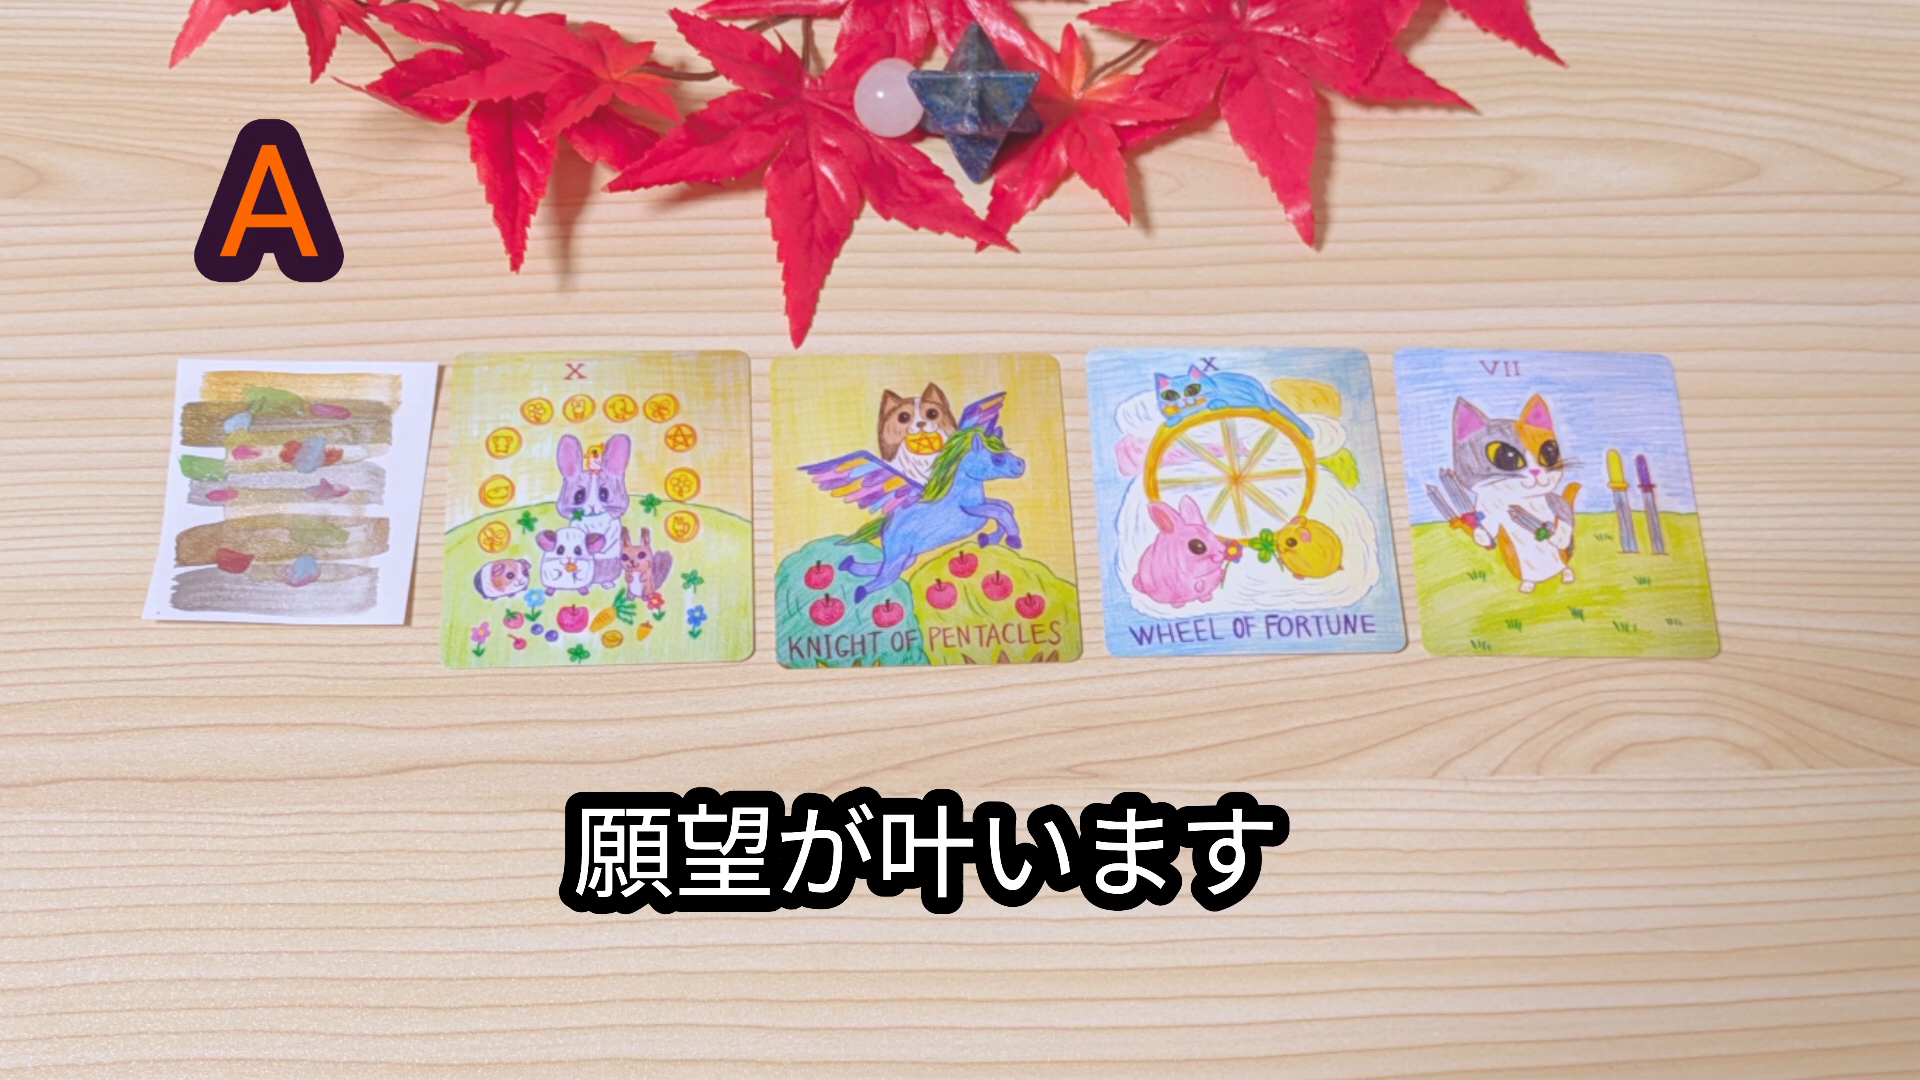 A
X
KNIGHT OF PENTACLES
X
WHEEL OF FORTUNE
VII
願望が叶います